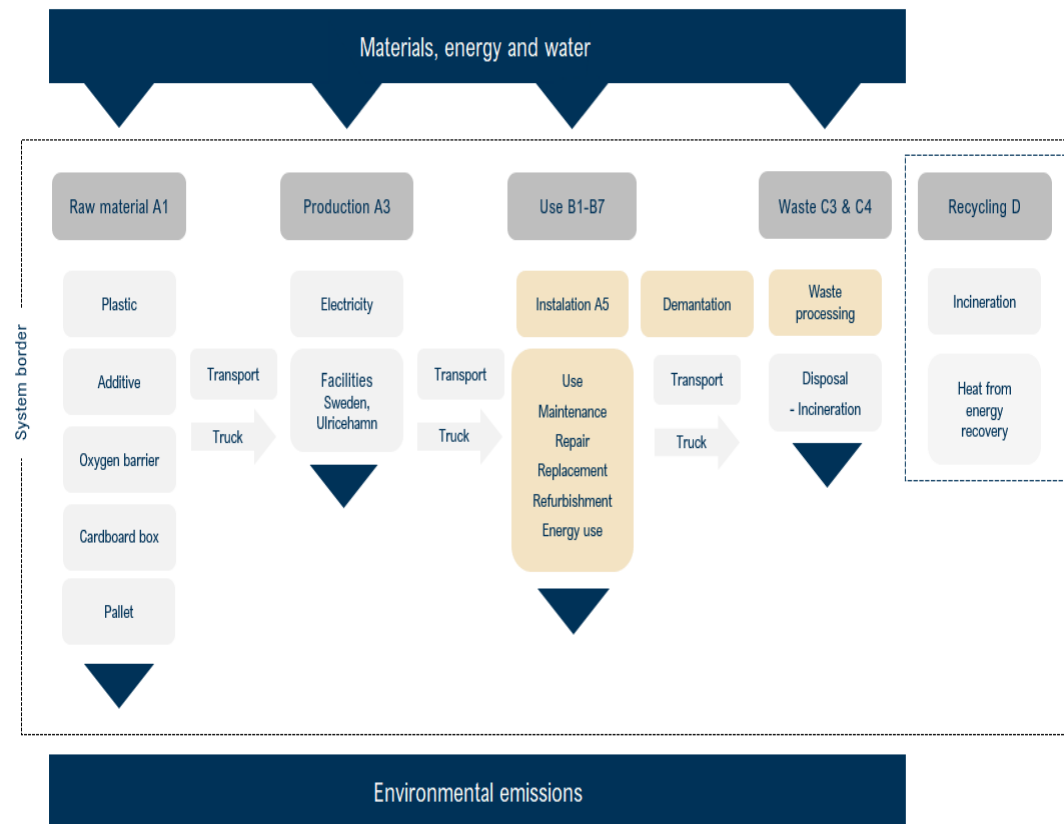 Materials, energy and water
System border
Raw material A1
Production A3
Use B1-B7
Waste C3 & C4
Recycling D
Plastic
Additive
Oxygen barrier
Cardboard box
Pallet
Transport
Truck
Electricity
Facilities
Sweden,
Ulricehamn
Transport
Truck
Instalation A5
Use
Maintenance
Repair
Replacement
Refurbishment
Energy use
Demantation
Transport
Truck
Waste
processing
Disposal
- Incineration
Incineration
Heat from
energy
recovery
Environmental emissions